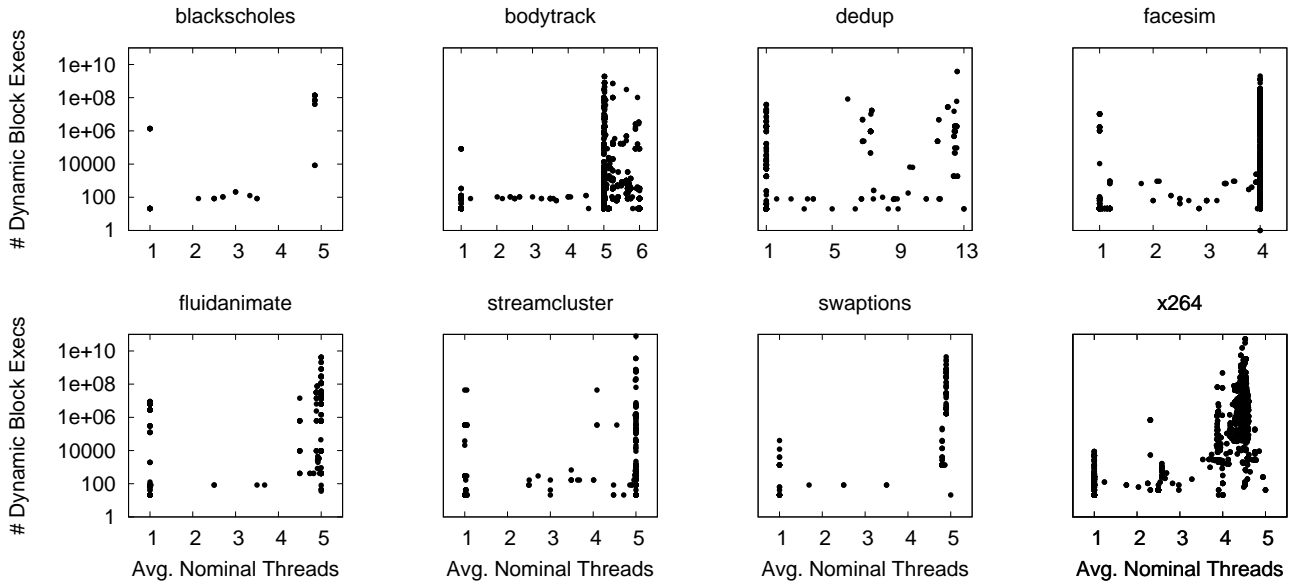 blackscholes bodytrack dedup facesim
# Dynamic Block Execs
1e+10
1e+08
1e+06
10000
100
1
1 2 3 4 5 1 2 3 4 5 6 1 5 9 13 1 2 3 4
fluidanimate streamcluster swaptions x264
# Dynamic Block Execs
1e+10
1e+08
1e+06
10000
100
1
1 2 3 4 5 1 2 3 4 5 1 2 3 4 5 1 2 3 4 5
Avg. Nominal Threads Avg. Nominal Threads Avg. Nominal Threads Avg. Nominal Threads